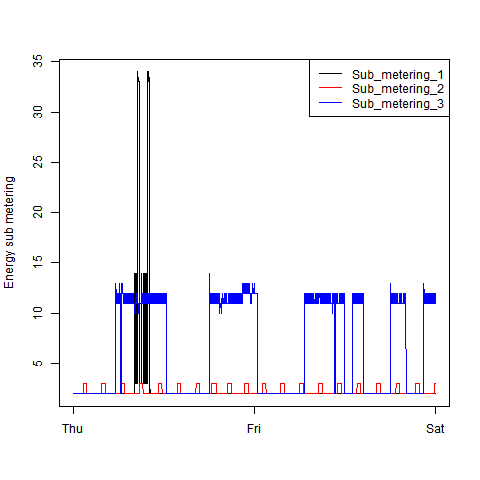 Sub_metering_1
Sub_metering_2
Sub_metering_3
Energy sub metering
35
30
25
20
15
10
5
Thu Fri Sat